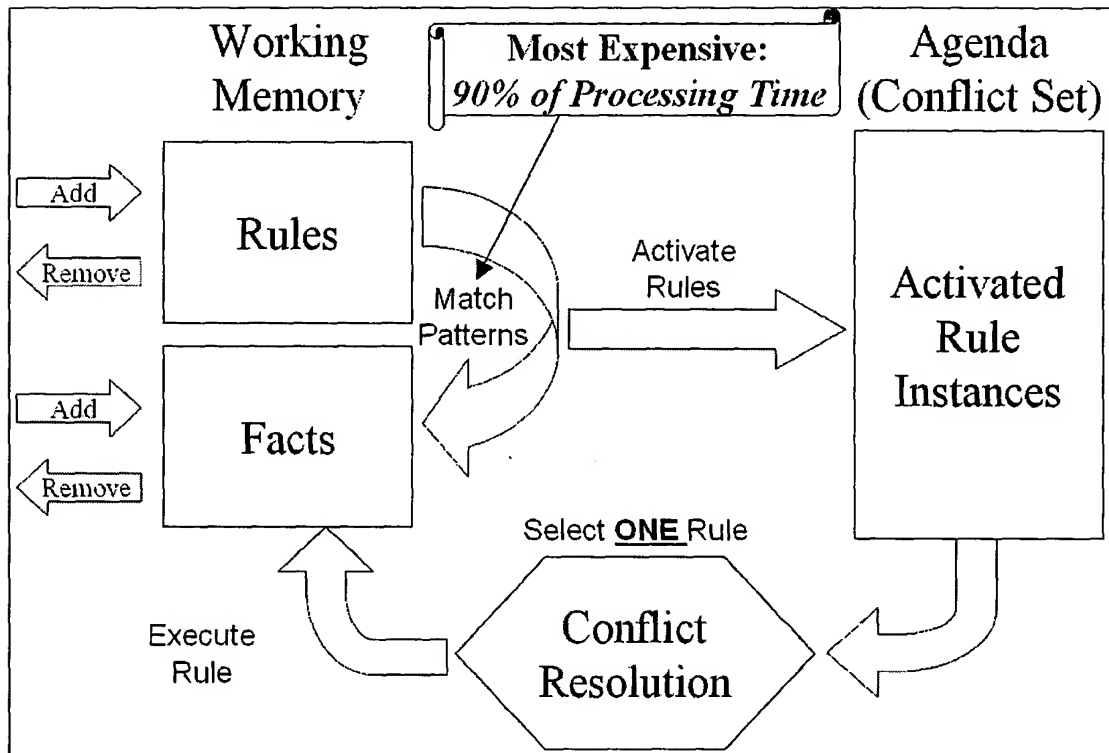 Working
Memory
Most Expensive:
90% of Processing Time
Agenda
(Conflict Set)
Add
Rules
Remove
Match
Patterns
Activate
Rules
Activated
Rule
Instances
Add
Facts
Remove
Select ONE Rule
Execute
Rule
Conflict
Resolution